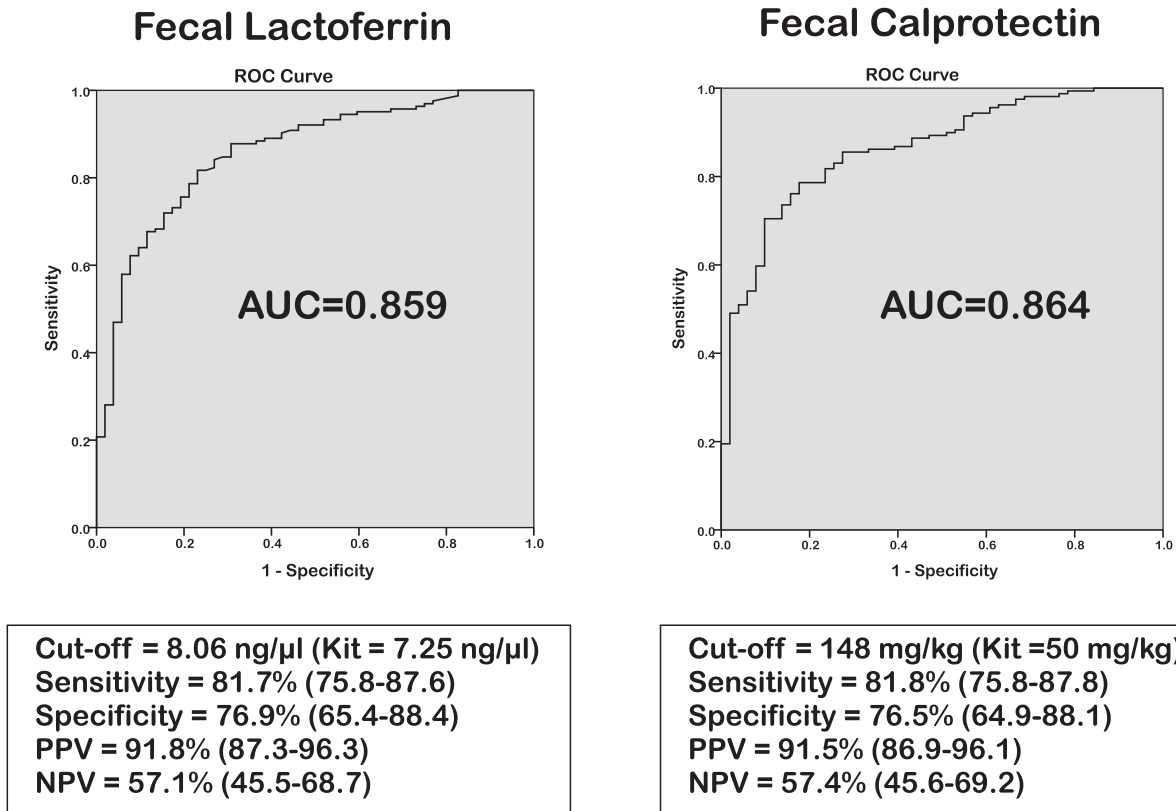 Fecal Lactoferrin
ROC Curve
1.0
0.8
0.6
0.4
0.2
0.0
Sensitivity
AUC=0.859
0.0 0.2 0.4 0.6 0.8 1.0
1 - Specificity
Cut-off = 8.06 ng/µl (Kit = 7.25 ng/µl)
Sensitivity = 81.7% (75.8-87.6)
Specificity = 76.9% (65.4-88.4)
PPV = 91.8% (87.3-96.3)
NPV = 57.1% (45.5-68.7)
Fecal Calprotectin
ROC Curve
1.0
0.8
0.6
0.4
0.2
0.0
Sensitivity
AUC=0.864
0.0 0.2 0.4 0.6 0.8 1.0
1 - Specificity
Cut-off = 148 mg/kg (Kit =50 mg/kg)
Sensitivity = 81.8% (75.8-87.8)
Specificity = 76.5% (64.9-88.1)
PPV = 91.5% (86.9-96.1)
NPV = 57.4% (45.6-69.2)